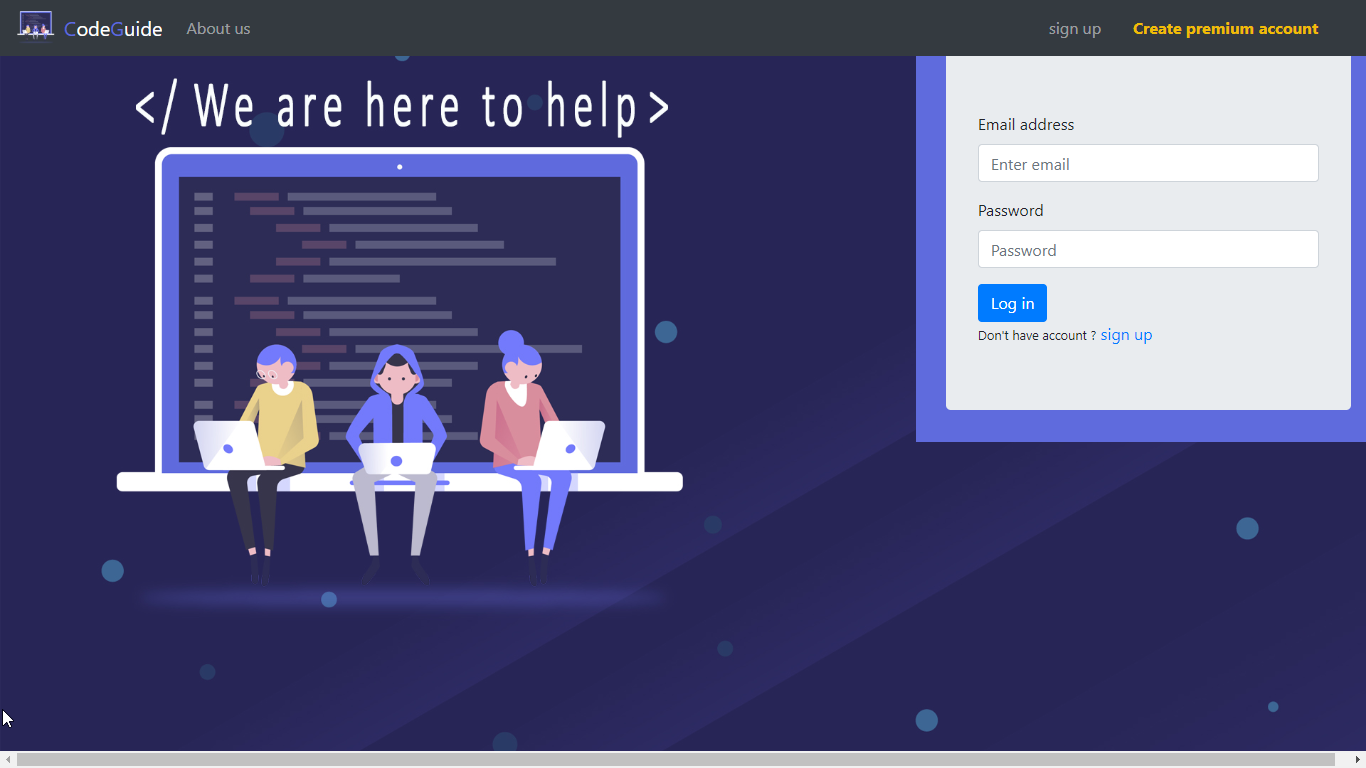 CodeGuide About us sign up Create premium account
</ We are here to help >
Email address
Enter email
Password
Password
Log in
Don't have account ? sign up